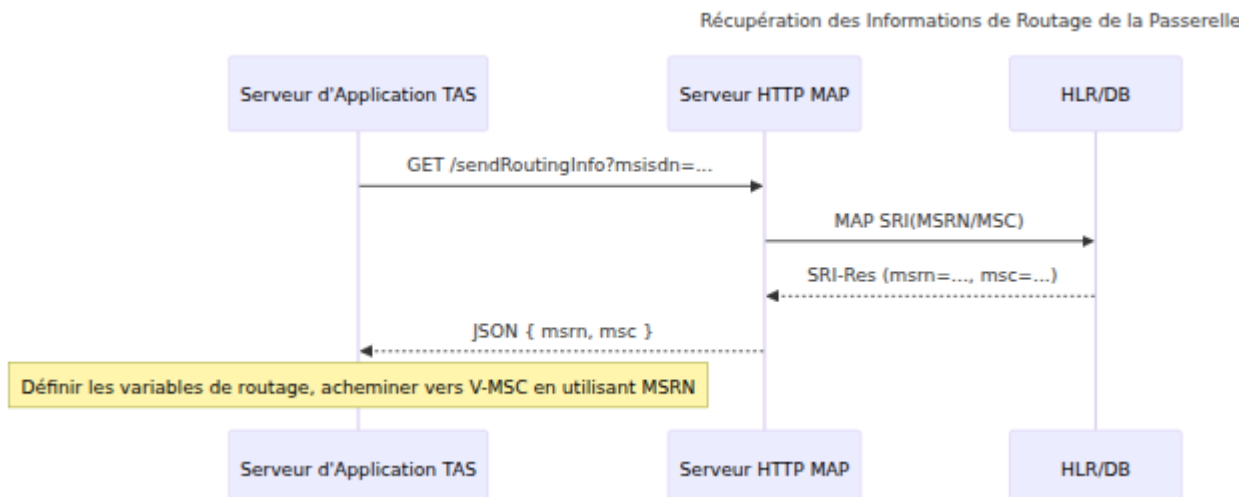 Récupération des Informations de Routage de la Passerelle
Serveur d'Application TAS
Serveur HTTP MAP
HLR/DB
GET /sendRoutingInfo?msisdn=...
MAP SRI(MSRN/MSC)
SRI-Res (msrn=..., msc=...)
JSON { msrn, msc }
Définir les variables de routage, acheminer vers V-MSC en utilisant MSRN
Serveur d'Application TAS
Serveur HTTP MAP
HLR/DB